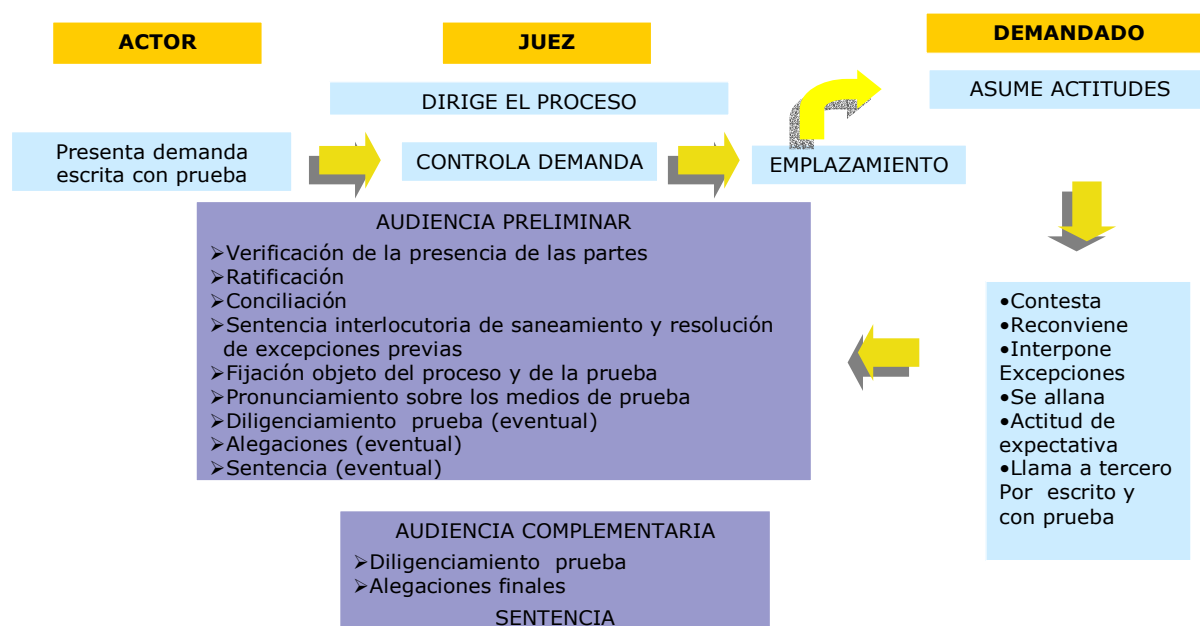 ACTOR
JUEZ
DEMANDADO
DIRIGE EL PROCESO
ASUME ACTITUDES
Presenta demanda
escrita con prueba
CONTROLA DEMANDA
EMPLAZAMIENTO
AUDIENCIA PRELIMINAR
➢Verificación de la presencia de las partes
➢Ratificación
➢Conciliación
➢Sentencia interlocutoria de saneamiento y resolución
de excepciones previas
➢Fijación objeto del proceso y de la prueba
➢Pronunciamiento sobre los medios de prueba
➢Diligenciamiento prueba (eventual)
➢Alegaciones (eventual)
➢Sentencia (eventual)
•Contesta
•Reconviene
•Interpone
Excepciones
•Se allana
•Actitud de
expectativa
•Llama a tercero
Por escrito y
con prueba
AUDIENCIA COMPLEMENTARIA
➢Diligenciamiento prueba
➢Alegaciones finales
SENTENCIA